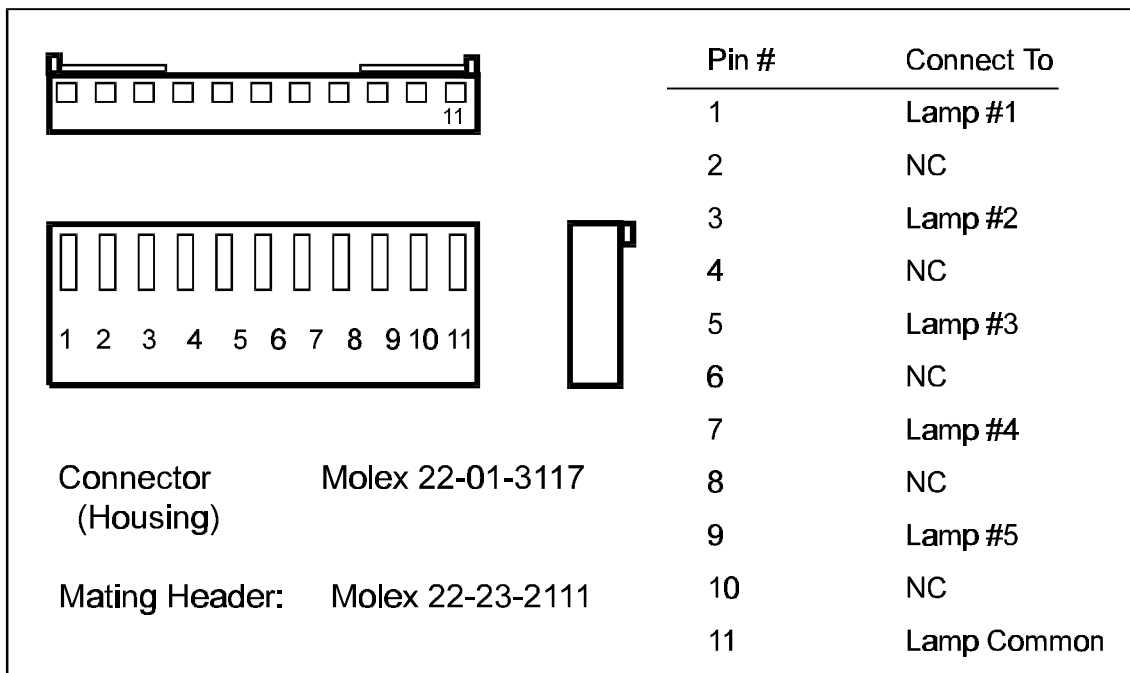 11
1 2 3 4 5 6 7 8 9 10 11
Connector Molex 22-01-3117
(Housing)
Mating Header: Molex 22-23-2111
Pin # Connect To
1 Lamp #1
2 NC
3 Lamp #2
4 NC
5 Lamp #3
6 NC
7 Lamp #4
8 NC
9 Lamp #5
10 NC
11 Lamp Common